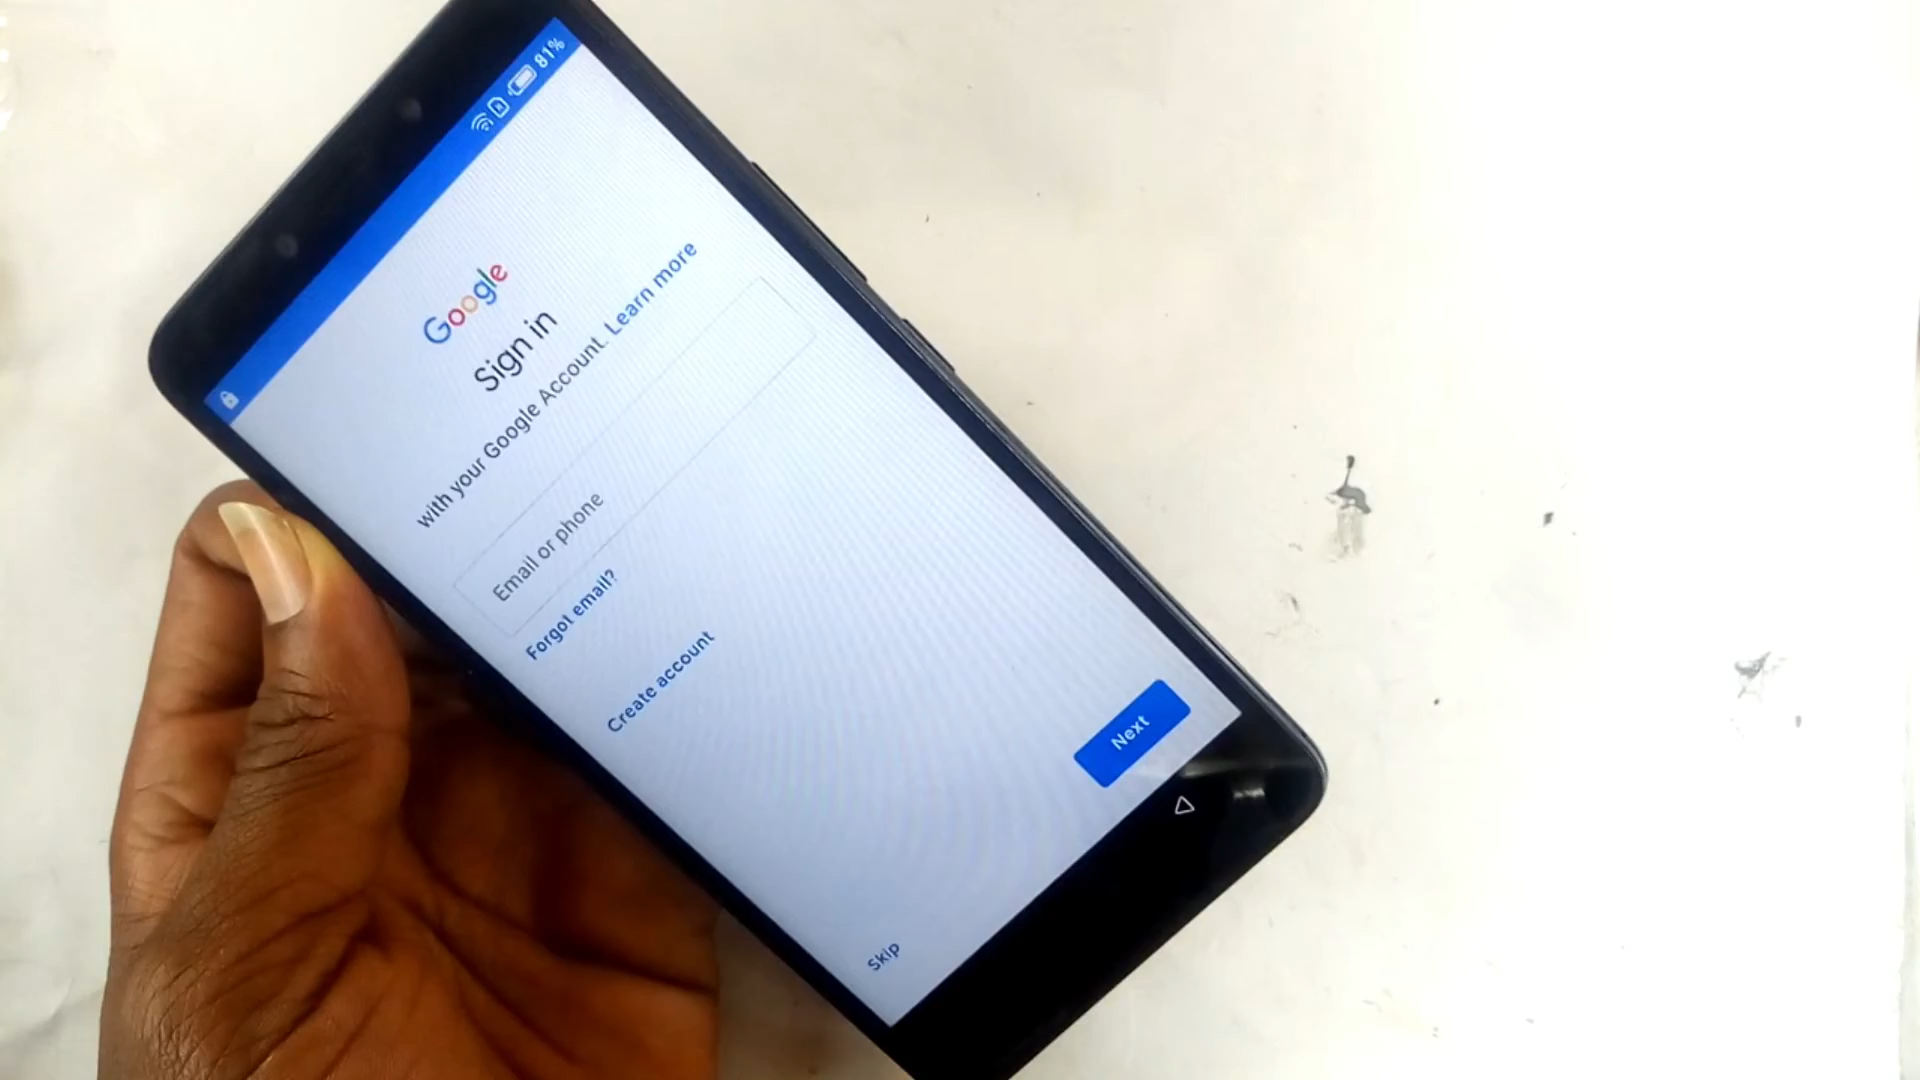 81%
Google
Sign in
with your Google Account. Learn more
Email or phone
Forgot email?
Create account
Next
Skip